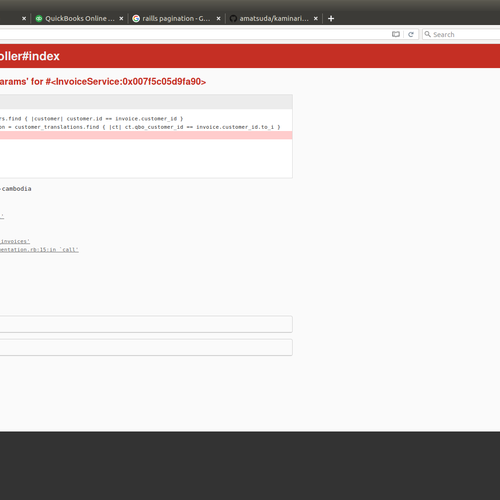 QuickBooks Online ...
raills pagination - G...
amatsuda/kaminari...
Search
oller#index
arams' for #<InvoiceService:0x007f5c05d9fa90>
rs.find { |customer| customer.id == invoice.customer_id }
on = customer_translations.find { |ct| ct.qbo_customer_id == invoice.customer_id.to_i }
-cambodia
'
invoices'
entation.rb:15:in `call'